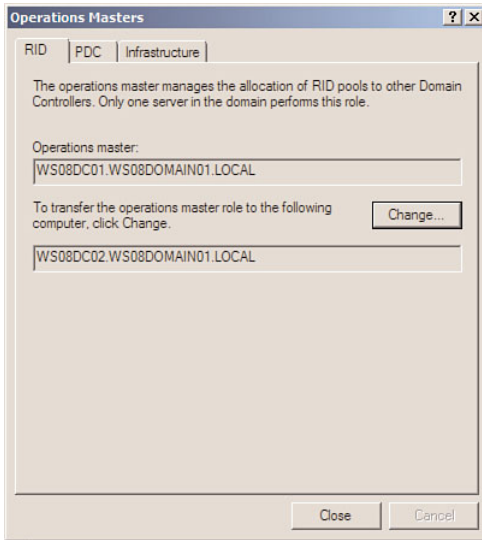 Operations Masters
RID
PDC
Infrastructure
The operations master manages the allocation of RID pools to other Domain
Controllers. Only one server in the domain performs this role.
Operations master:
WS08DC01.WS08DOMAIN01.LOCAL
To transfer the operations master role to the following
computer, click Change.
Change...
WS08DC02.WS08DOMAIN01.LOCAL
Close
Cancel